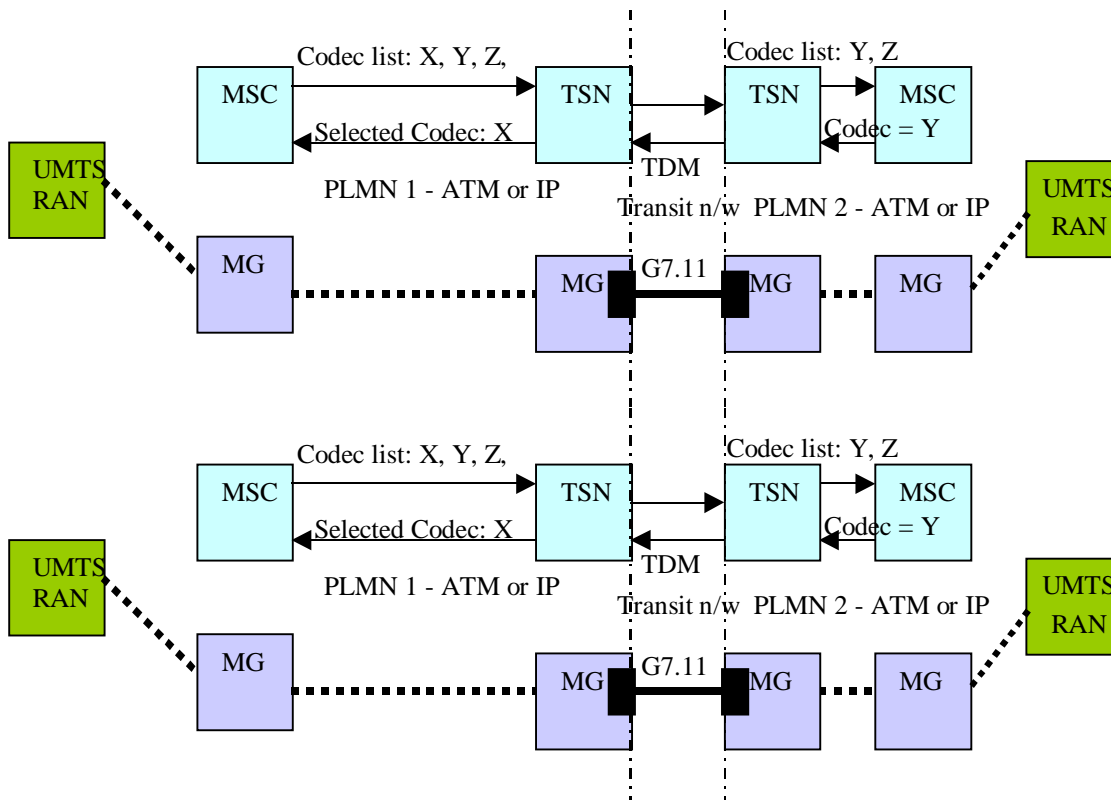 Codec list: X, Y, Z,
Codec list: Y, Z
MSC
TSN
TSN
MSC
Selected Codec: X
Codec = Y
TDM
UMTS
RAN
PLMN 1 - ATM or IP
Transit n/w PLMN 2 - ATM or IP
UMTS
RAN
MG
G7.11
MG
MG
MG
Codec list: X, Y, Z,
Codec list: Y, Z
MSC
TSN
TSN
MSC
Selected Codec: X
Codec = Y
TDM
UMTS
RAN
PLMN 1 - ATM or IP
Transit n/w PLMN 2 - ATM or IP
UMTS
RAN
MG
G7.11
MG
MG
MG